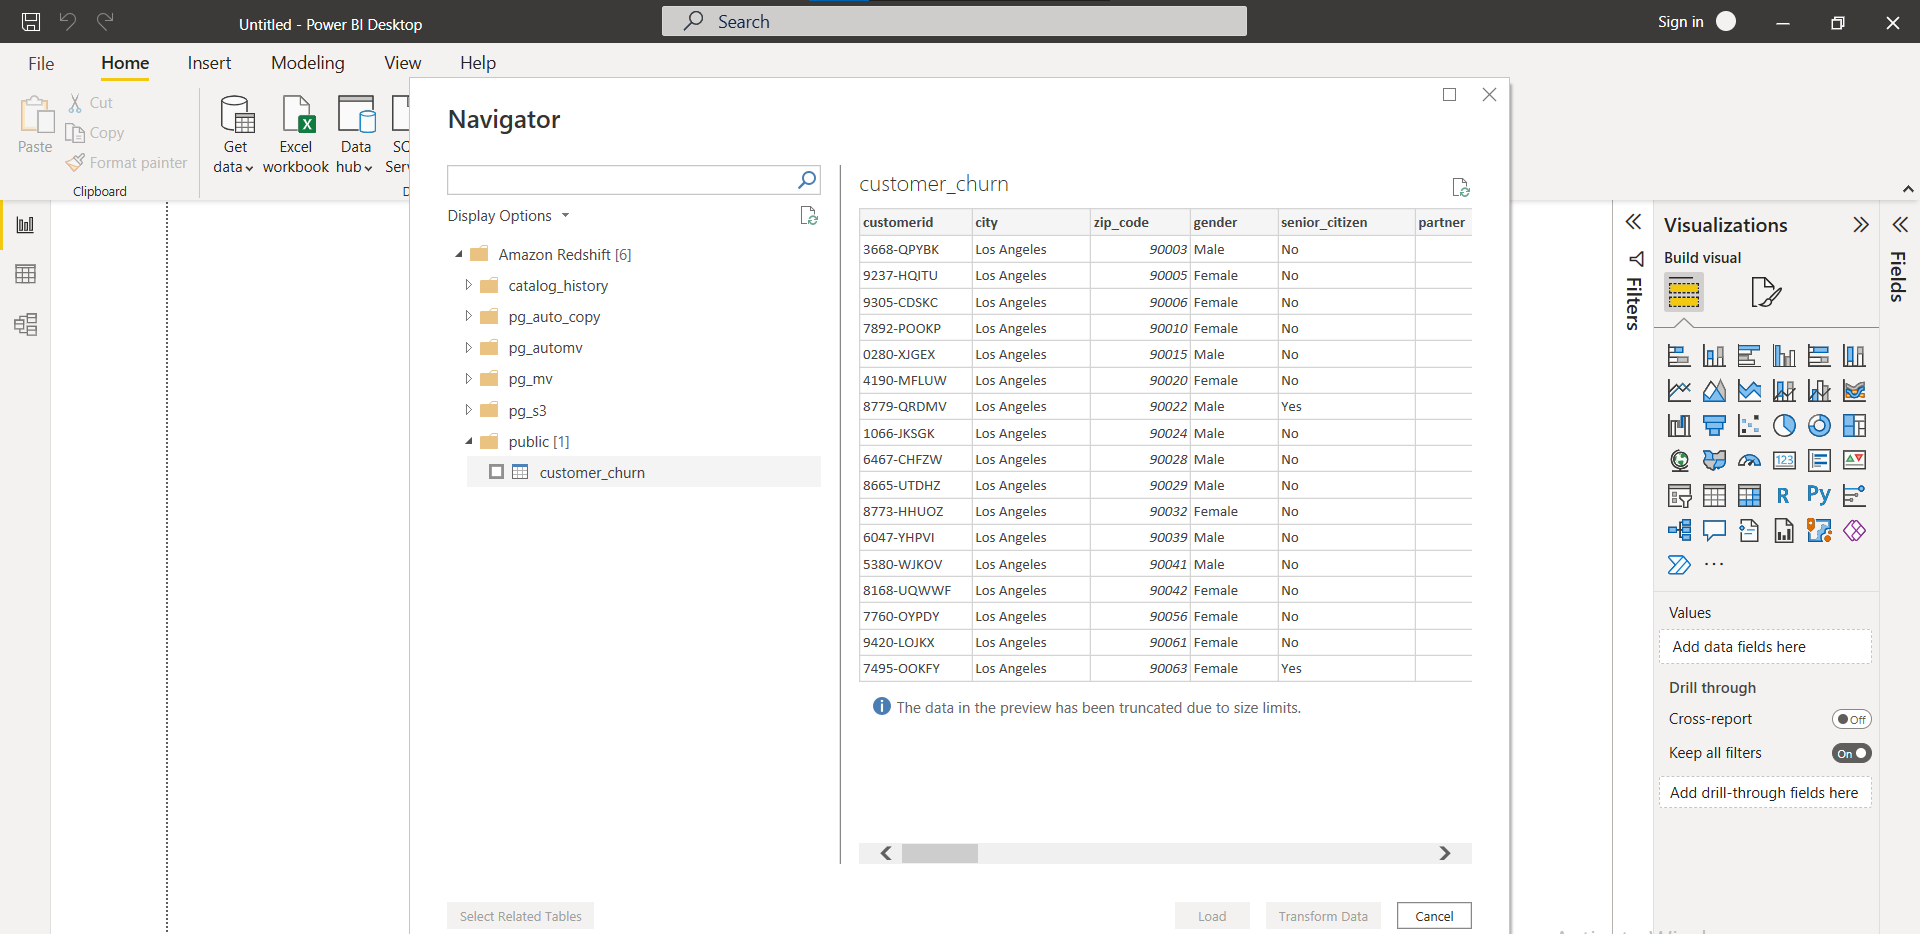 Untitled - Power BI Desktop
Search
Sign in
File Home Insert Modeling View Help
Paste
Cut
Copy
Format painter
Clipboard
Get data
Excel workbook
Data hub
Navigator
Display Options
Amazon Redshift [6]
catalog_history
pg_auto_copy
pg_automv
pg_mv
pg_s3
public [1]
customer_churn
customer_churn
customerid city zip_code gender senior_citizen partner
3668-QPYBK Los Angeles 90003 Male No
9237-HQITU Los Angeles 90005 Female No
9305-CDSKC Los Angeles 90006 Female No
7892-POOKP Los Angeles 90010 Female No
0280-XJGEX Los Angeles 90015 Male No
4190-MFLUW Los Angeles 90020 Female No
8779-QRDMV Los Angeles 90022 Male Yes
1066-JKSGK Los Angeles 90024 Male No
6467-CHFZW Los Angeles 90028 Male No
8665-UTDHZ Los Angeles 90029 Male No
8773-HHUOZ Los Angeles 90032 Female No
6047-YHPVI Los Angeles 90039 Male No
5380-WJKOV Los Angeles 90041 Male No
8168-UQWWF Los Angeles 90042 Female No
7760-OYPDY Los Angeles 90056 Female No
9420-LOJKX Los Angeles 90061 Female No
7495-OOKFY Los Angeles 90063 Female Yes
The data in the preview has been truncated due to size limits.
Select Related Tables
Load
Transform Data
Cancel
Filters
Visualizations
Build visual
123
R
Py
Values
Add data fields here
Drill through
Cross-report
Off
Keep all filters
On
Add drill-through fields here
Fields